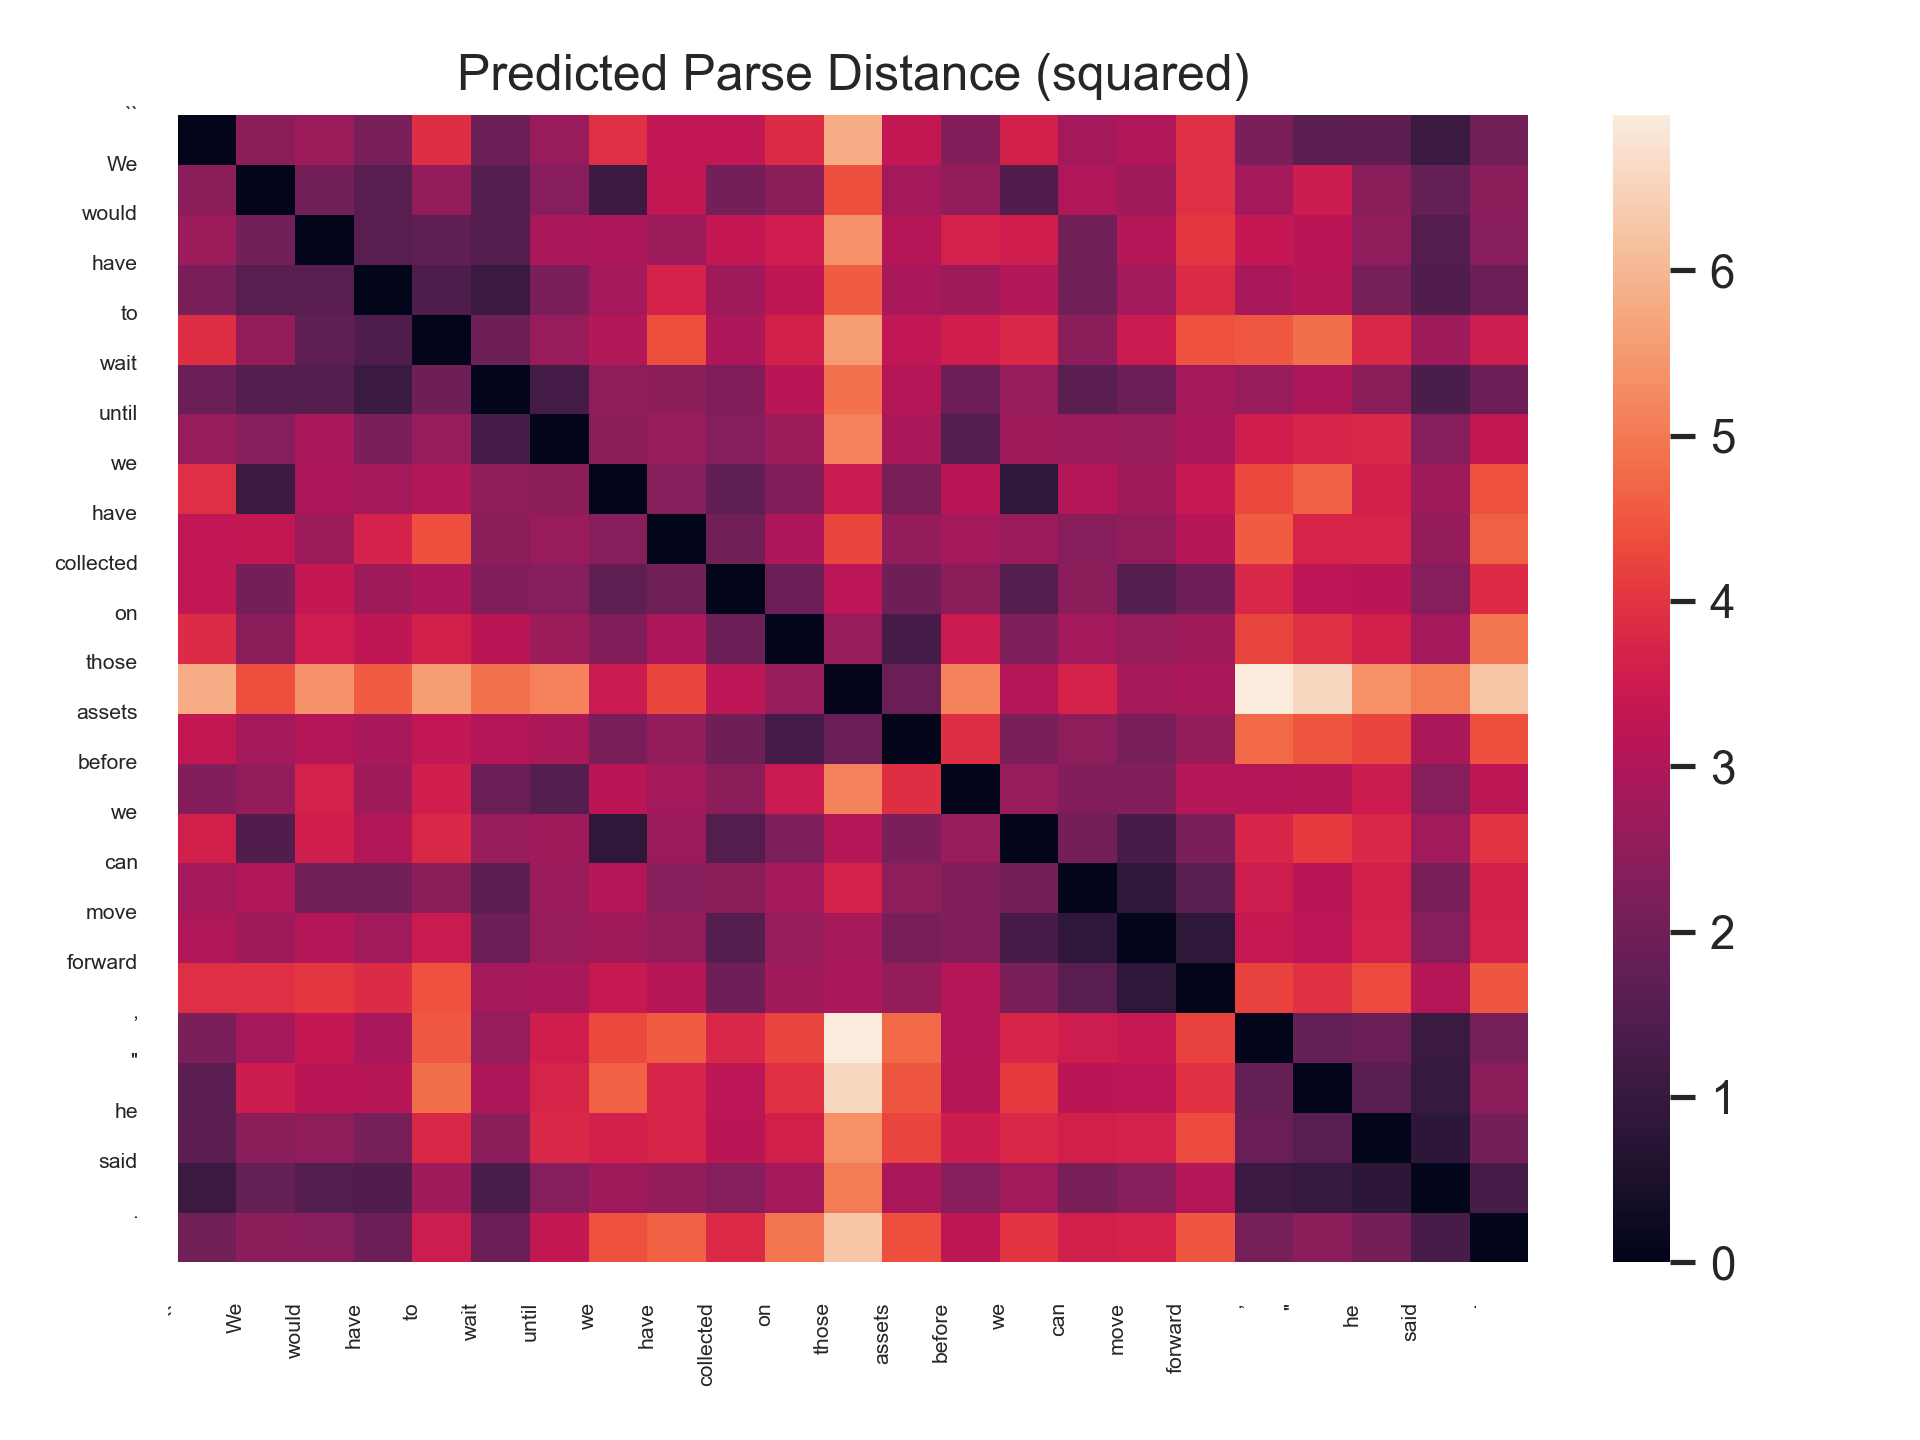 Predicted Parse Distance (squared)
``
We
would
have
to
wait
until
we
have
collected
on
those
assets
before
we
can
move
forward
,
''
he
said
.
6
5
4
3
2
1
0
``
We
would
have
to
wait
until
we
have
collected
on
those
assets
before
we
can
move
forward
,
''
he
said
.